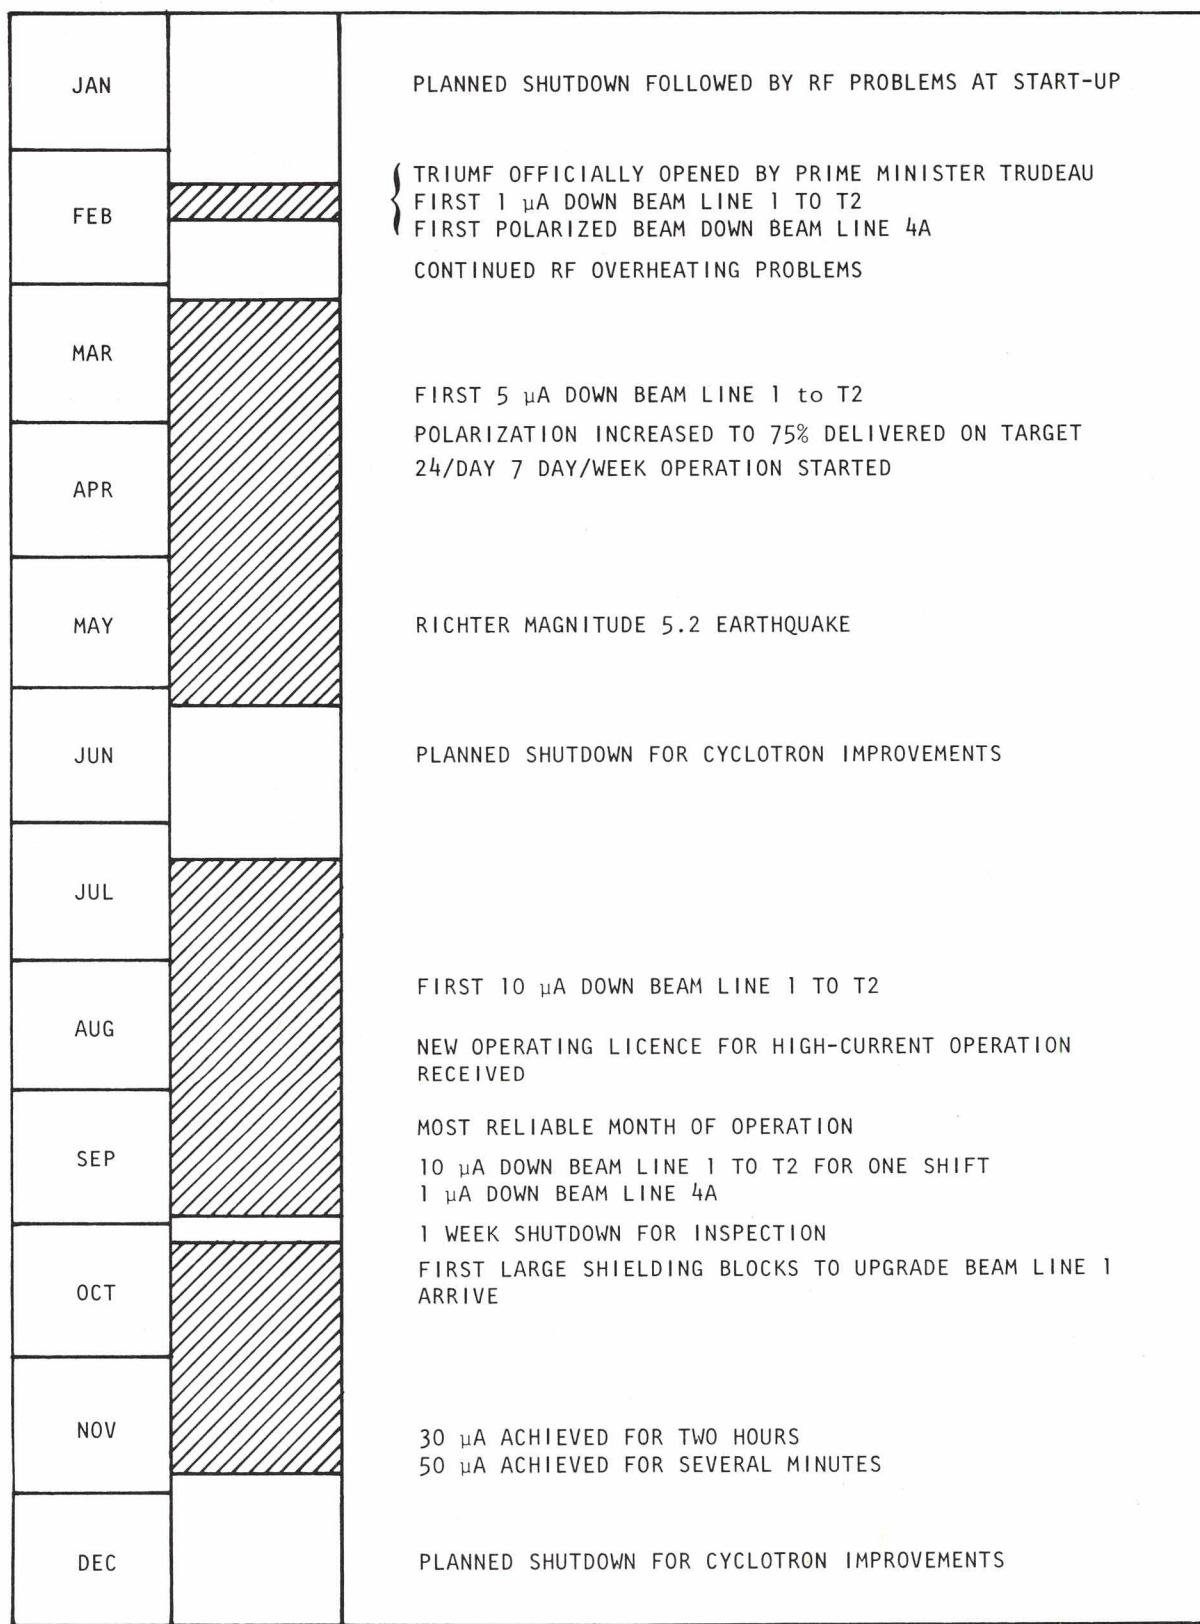 JAN
PLANNED SHUTDOWN FOLLOWED BY RF PROBLEMS AT START-UP
FEB
TRIUMF OFFICIALLY OPENED BY PRIME MINISTER TRUDEAU
FIRST 1 µA DOWN BEAM LINE 1 TO T2
FIRST POLARIZED BEAM DOWN BEAM LINE 4A
CONTINUED RF OVERHEATING PROBLEMS
MAR
FIRST 5 µA DOWN BEAM LINE 1 to T2
POLARIZATION INCREASED TO 75% DELIVERED ON TARGET
24/DAY 7 DAY/WEEK OPERATION STARTED
APR
MAY
RICHTER MAGNITUDE 5.2 EARTHQUAKE
JUN
PLANNED SHUTDOWN FOR CYCLOTRON IMPROVEMENTS
JUL
FIRST 10 µA DOWN BEAM LINE 1 TO T2
AUG
NEW OPERATING LICENCE FOR HIGH-CURRENT OPERATION
RECEIVED
MOST RELIABLE MONTH OF OPERATION
SEP
10 µA DOWN BEAM LINE 1 TO T2 FOR ONE SHIFT
1 µA DOWN BEAM LINE 4A
1 WEEK SHUTDOWN FOR INSPECTION
FIRST LARGE SHIELDING BLOCKS TO UPGRADE BEAM LINE 1
ARRIVE
OCT
NOV
30 µA ACHIEVED FOR TWO HOURS
50 µA ACHIEVED FOR SEVERAL MINUTES
DEC
PLANNED SHUTDOWN FOR CYCLOTRON IMPROVEMENTS